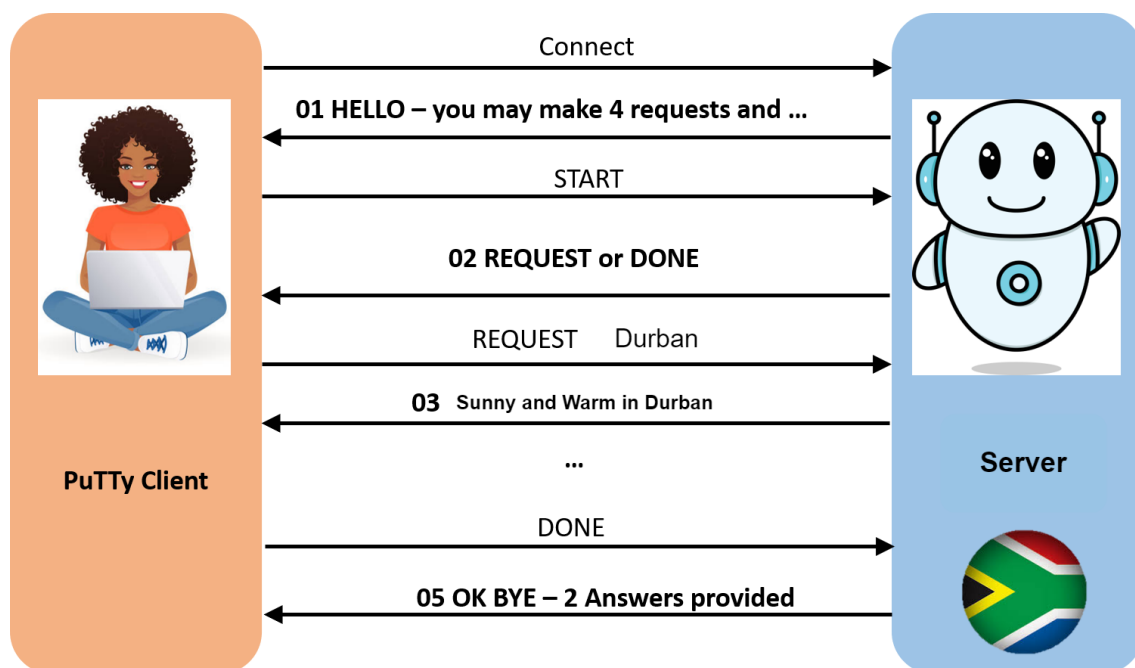 Connect
01 HELLO – you may make 4 requests and ...
START
02 REQUEST or DONE
REQUEST Durban
03 Sunny and Warm in Durban
...
PuTTy Client
Server
DONE
05 OK BYE – 2 Answers provided